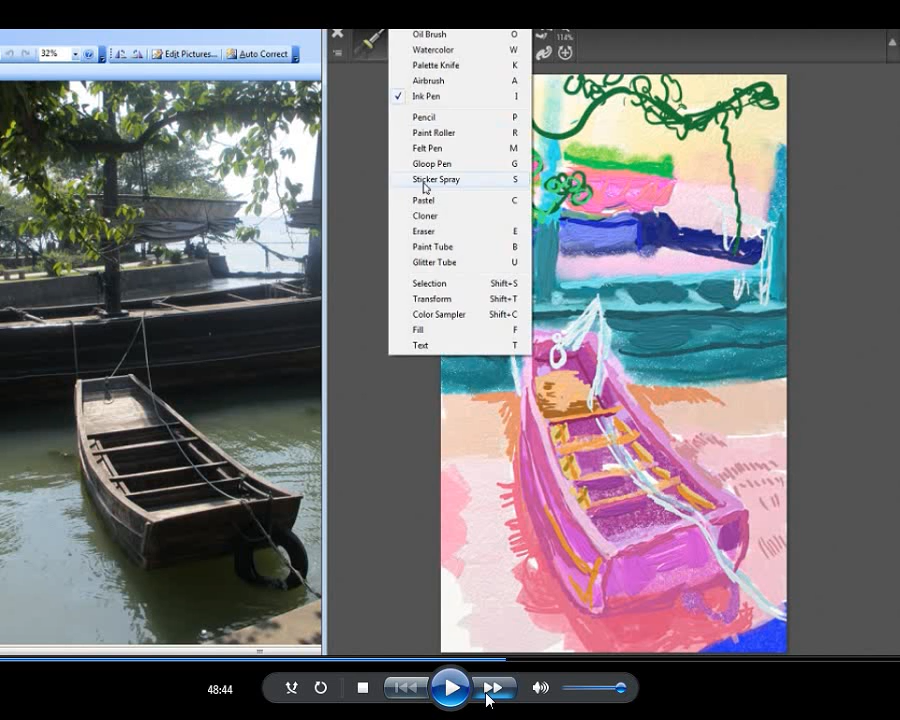 32%
Edit Pictures...
Auto Correct
Oil Brush O
114%
Watercolor W
Palette Knife K
Airbrush A
Ink Pen I
Pencil P
Paint Roller R
Felt Pen M
Gloop Pen G
Sticker Spray S
Pastel C
Cloner
Eraser E
Paint Tube B
Glitter Tube U
Selection Shift+S
Transform Shift+T
Color Sampler Shift+C
Fill F
Text T
48:44